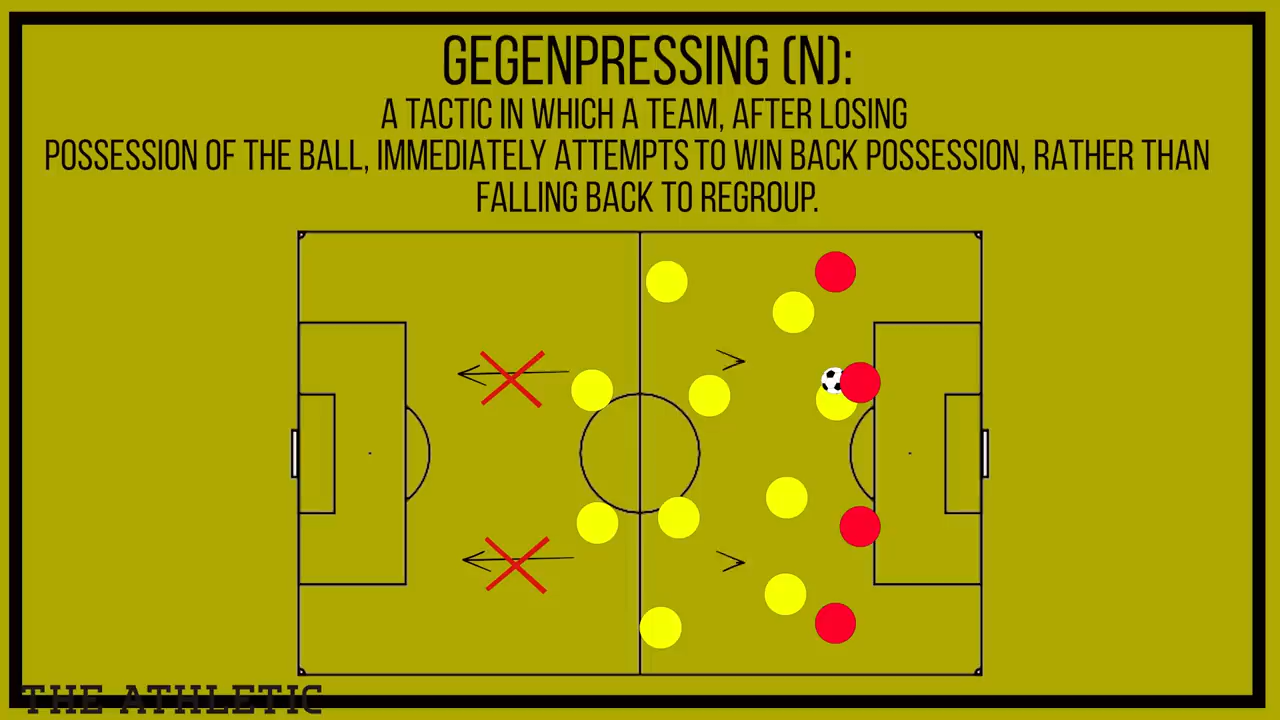 GEGENPRESSING (N):
A TACTIC IN WHICH A TEAM, AFTER LOSING
POSSESSION OF THE BALL, IMMEDIATELY ATTEMPTS TO WIN BACK POSSESSION, RATHER THAN
FALLING BACK TO REGROUP.
THE ATHLETIC